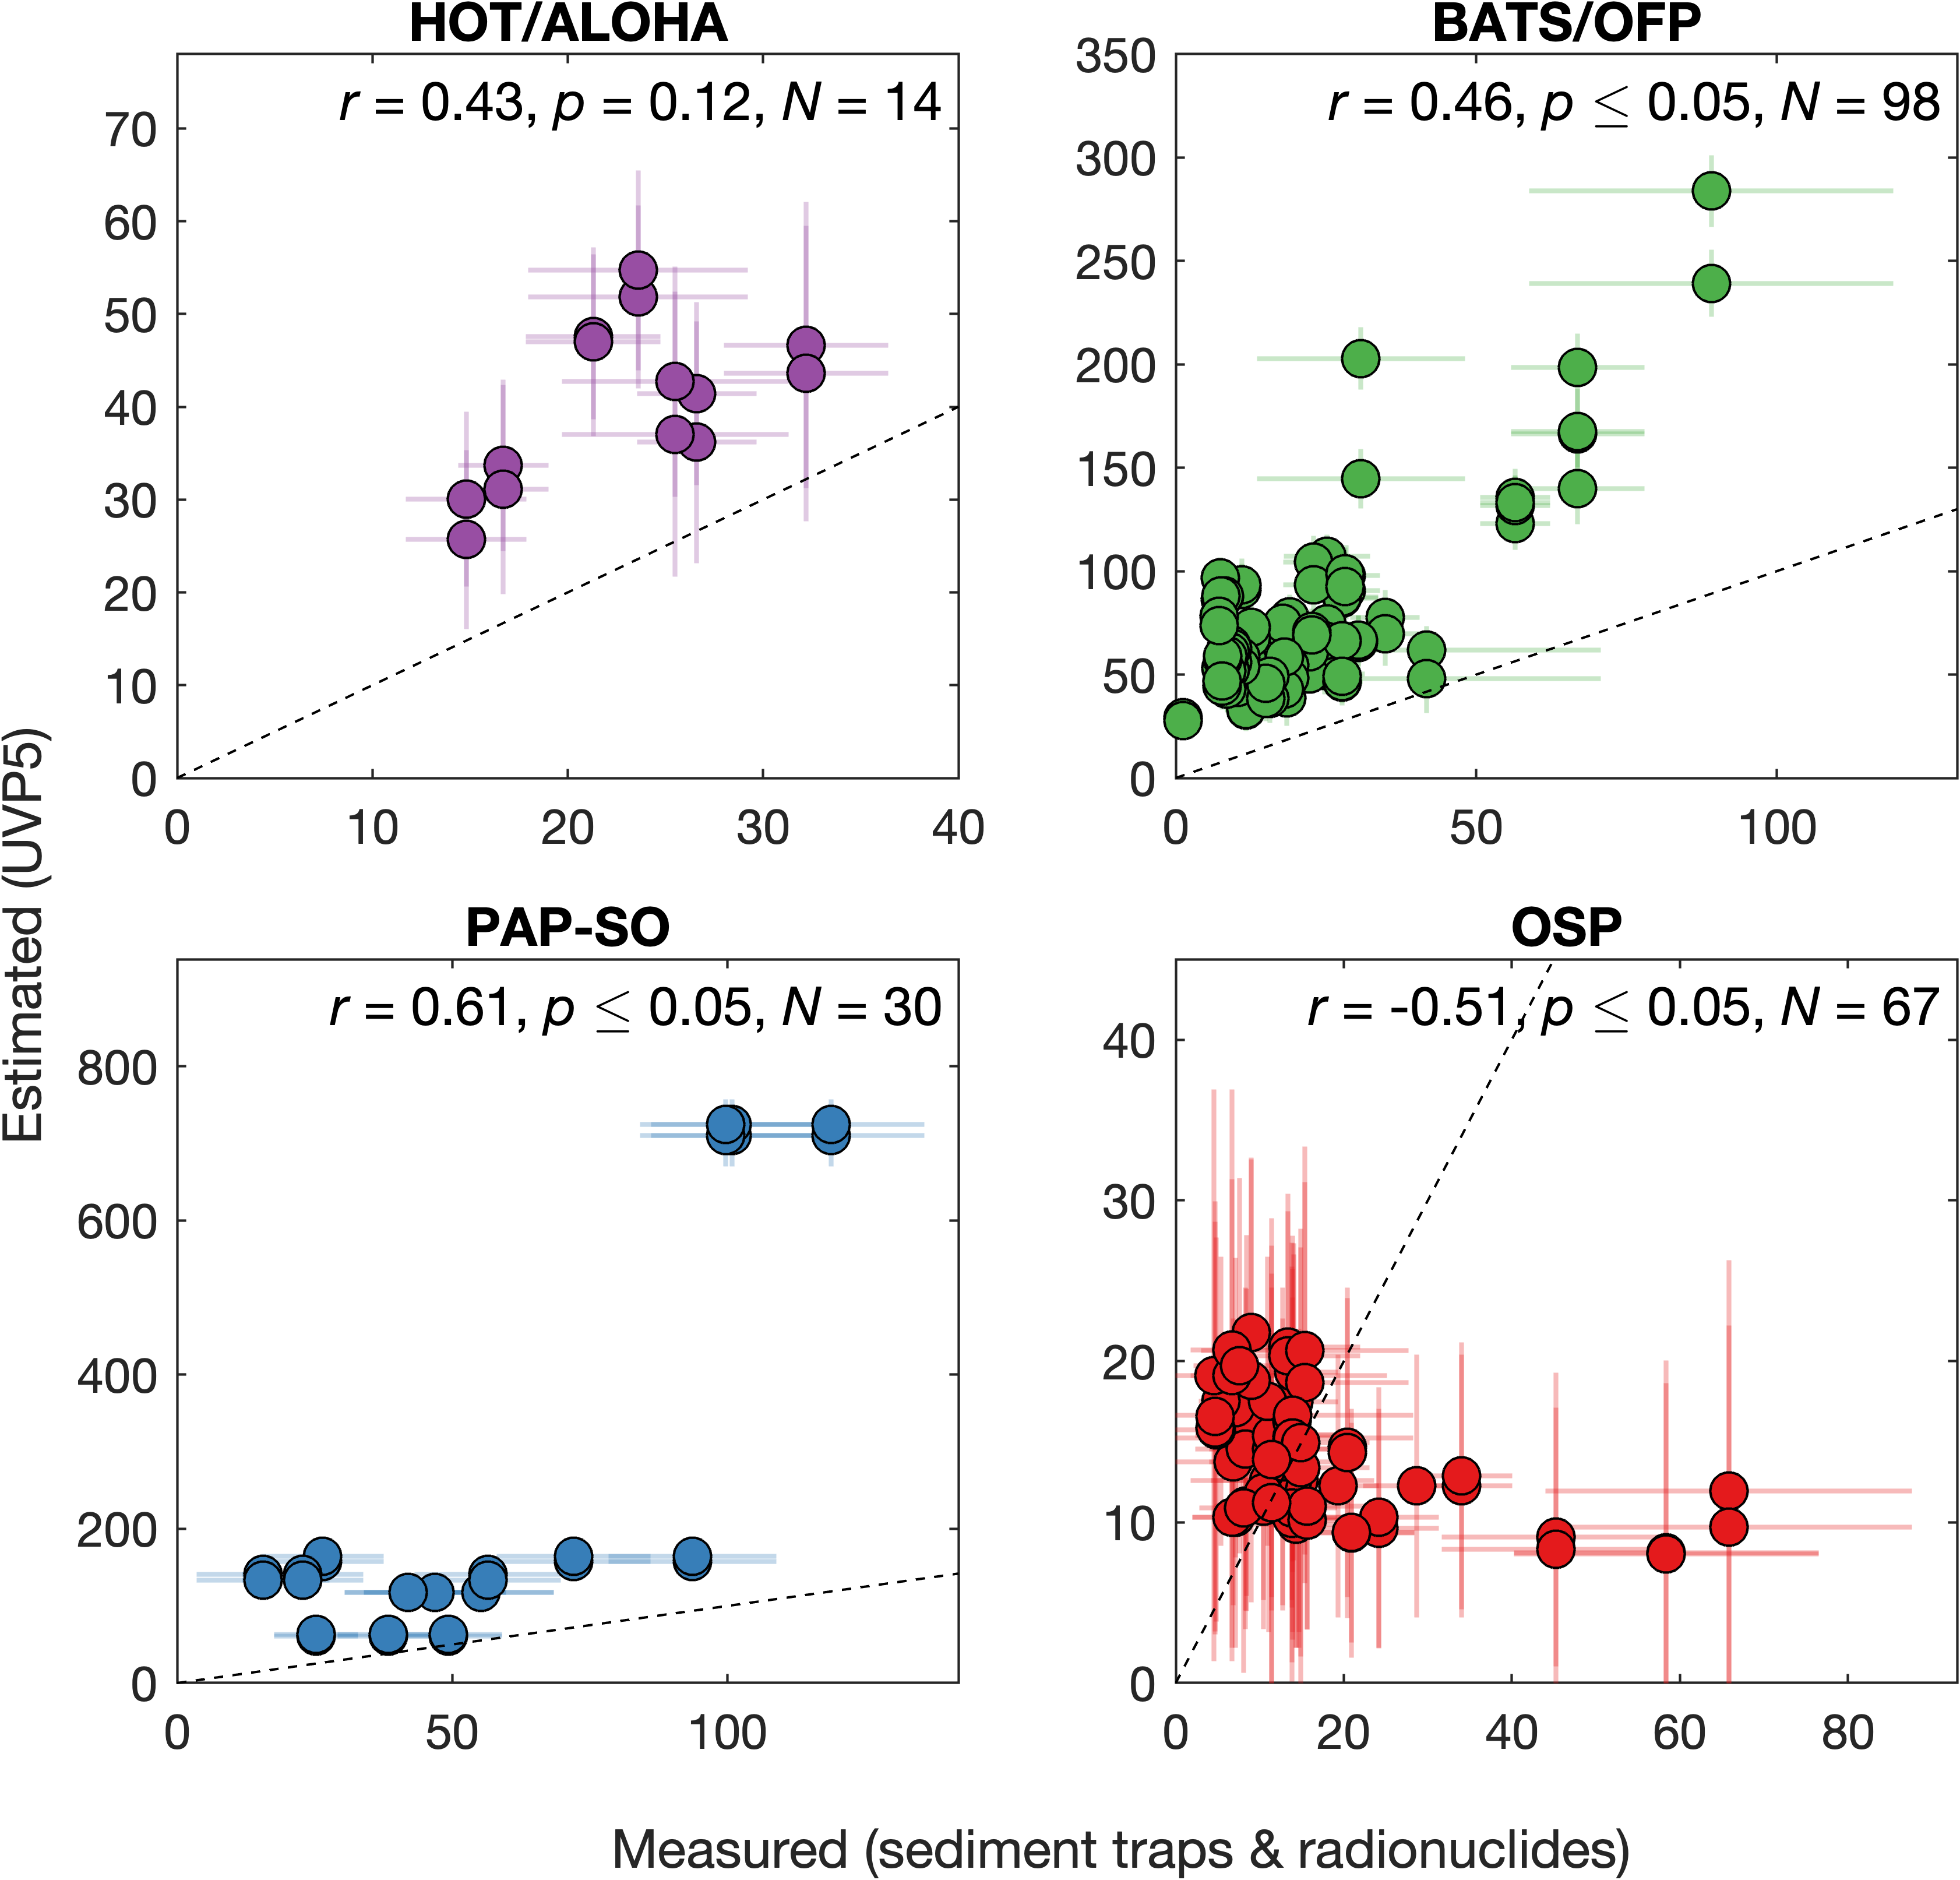 HOT/ALOHA
r = 0.43, p = 0.12, N = 14
70
60
50
40
30
20
10
0
0 10 20 30 40
BATS/OFP
r = 0.46, p ≤ 0.05, N = 98
350
300
250
200
150
100
50
0
0 50 100
Estimated (UVP5)
PAP-SO
r = 0.61, p ≤ 0.05, N = 30
800
600
400
200
0
0 50 100
OSP
r = -0.51, p ≤ 0.05, N = 67
40
30
20
10
0
0 20 40 60 80
Measured (sediment traps & radionuclides)